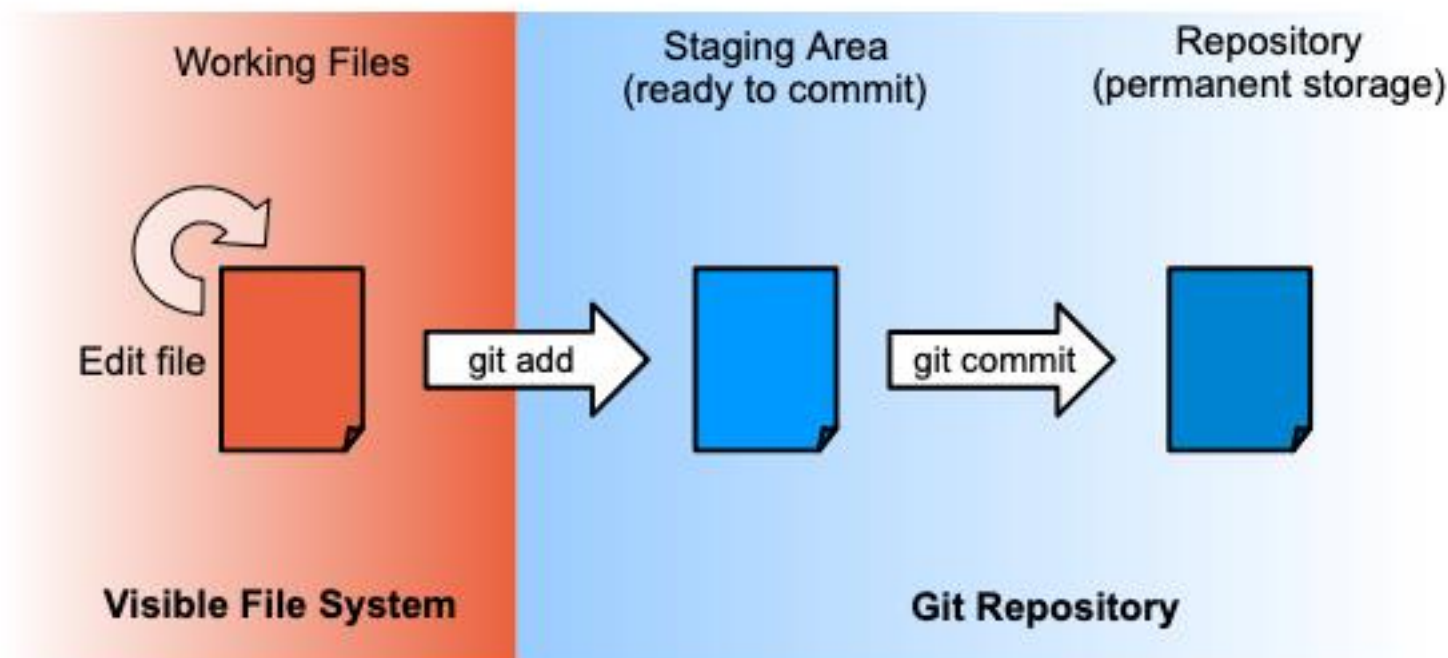 Working Files
Staging Area
(ready to commit)
Repository
(permanent storage)
Edit file
git add
git commit
Visible File System
Git Repository